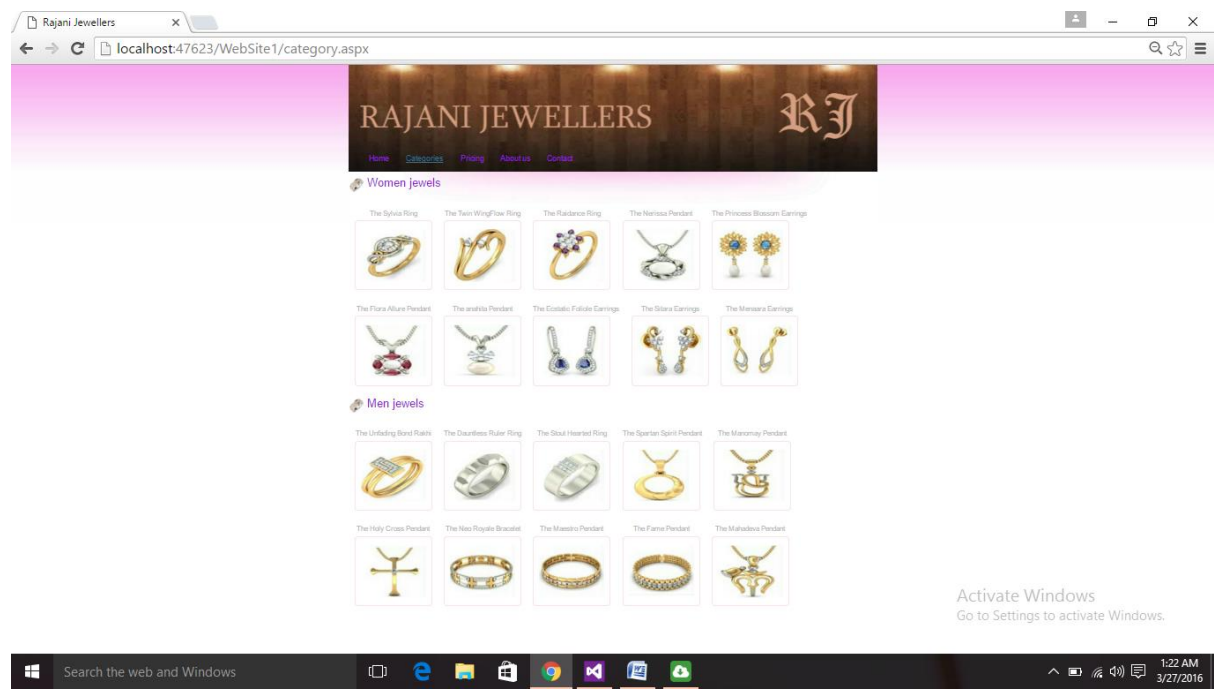 Rajani Jewellers
localhost:47623/WebSite1/category.aspx
RAJANI JEWELLERS RJ
Home Categories Pricing About us Contact
Women jewels
The Sylvia Ring The Twin WingFlow Ring The Raidance Ring The Nerissa Pendant The Princess Blossom Earrings
The Flora Allure Pendant The anahita Pendant The Ecstatic Foliole Earrings The Sitara Earrings The Menaara Earrings
Men jewels
The Unfading Bond Rakhi The Dauntless Ruler Ring The Stout Hearted Ring The Spartan Spirit Pendant The Manomay Pendant
The Holy Cross Pendant The Neo Royale Bracelet The Maestro Pendant The Fame Pendant The Mahadeva Pendant
Activate Windows
Go to Settings to activate Windows.
Search the web and Windows
1:22 AM
3/27/2016